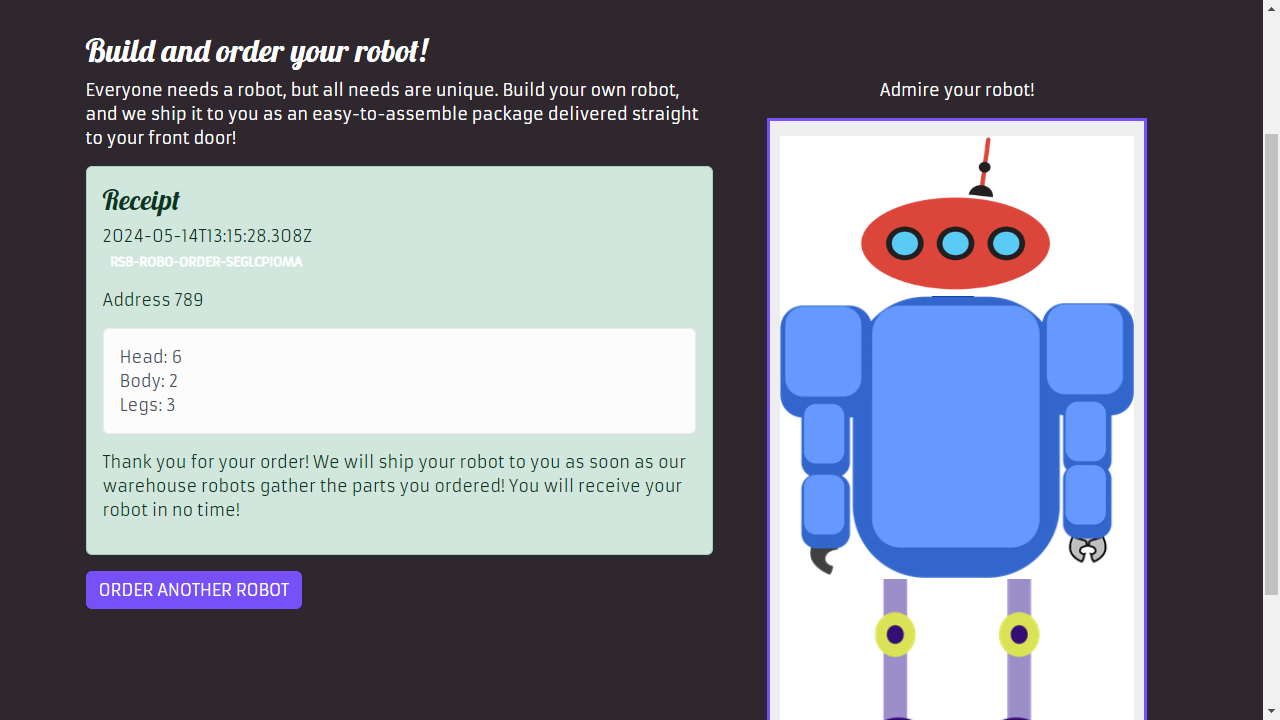 Build and order your robot!
Everyone needs a robot, but all needs are unique. Build your own robot,
and we ship it to you as an easy-to-assemble package delivered straight
to your front door!
Receipt
2024-05-14T13:15:28.308Z
RSB-ROBO-ORDER-SEGLCPIOMA
Address 789
Head: 6
Body: 2
Legs: 3
Thank you for your order! We will ship your robot to you as soon as our
warehouse robots gather the parts you ordered! You will receive your
robot in no time!
ORDER ANOTHER ROBOT
Admire your robot!